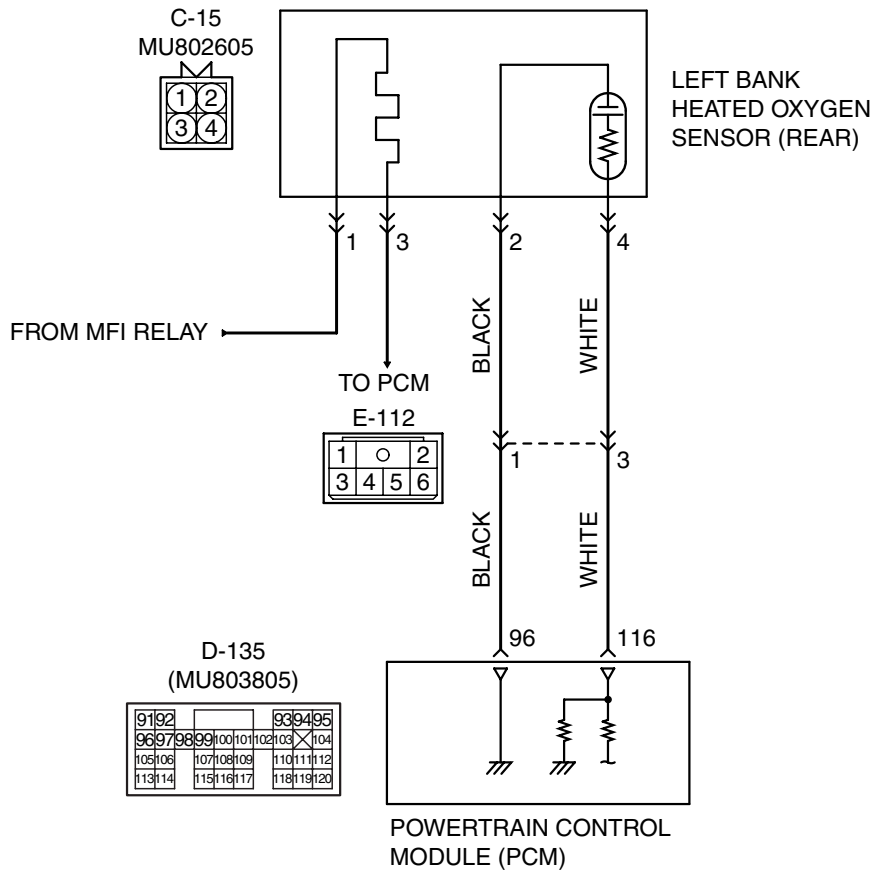 C-15
MU802605
1 2
3 4
LEFT BANK
HEATED OXYGEN
SENSOR (REAR)
1 3 2 4
FROM MFI RELAY
BLACK
WHITE
TO PCM
E-112
1 2
3 4 5 6
1 3
BLACK
WHITE
96 116
D-135
(MU803805)
91 92 93 94 95
96 97 98 99 100 101 102 103 104
105 106 107 108 109 110 111 112
113 114 115 116 117 118 119 120
POWERTRAIN CONTROL
MODULE (PCM)